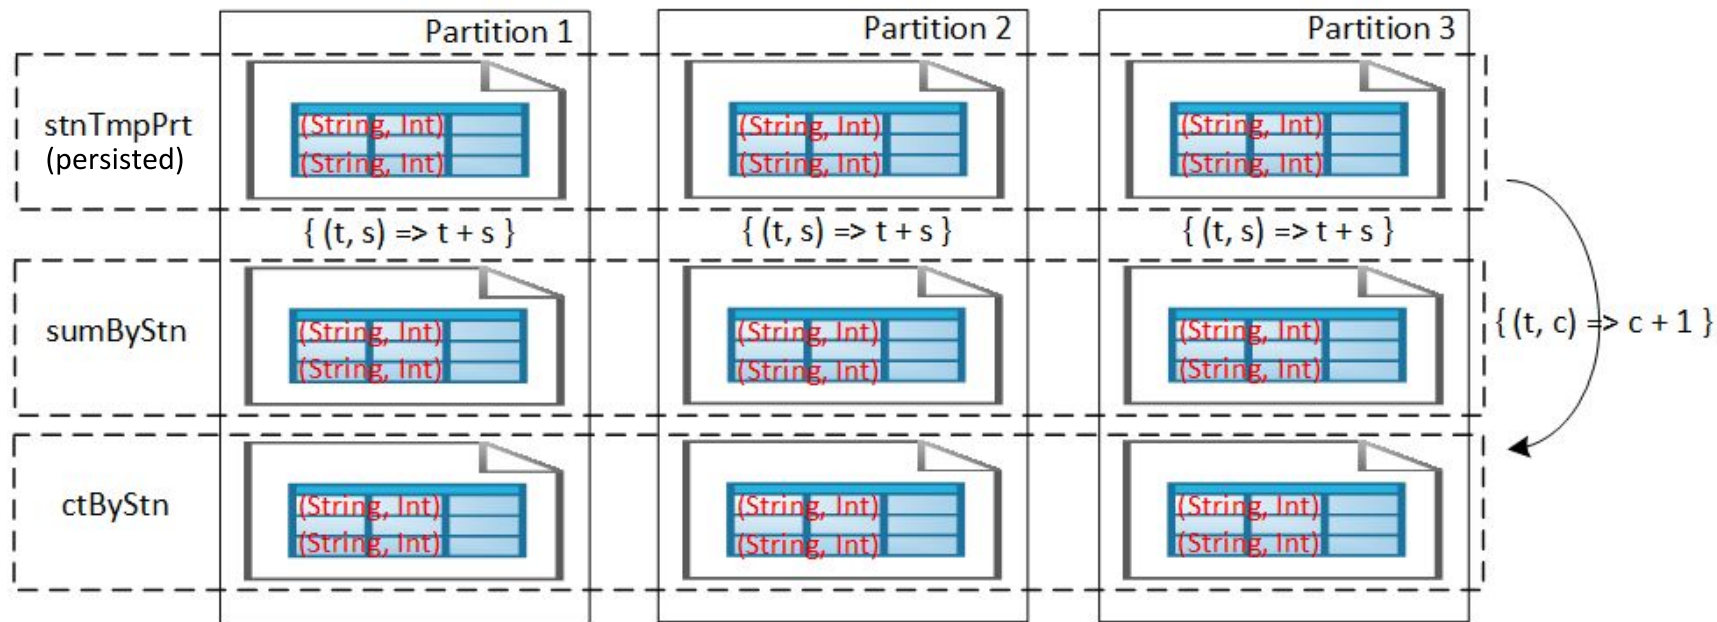 Partition 1
Partition 2
Partition 3
stnTmpPrt
(persisted)
(String, Int)
(String, Int)
(String, Int)
(String, Int)
(String, Int)
(String, Int)
{ (t, s) => t + s }
{ (t, s) => t + s }
{ (t, s) => t + s }
sumByStn
(String, Int)
(String, Int)
(String, Int)
(String, Int)
(String, Int)
(String, Int)
{ (t, c) => c + 1 }
ctByStn
(String, Int)
(String, Int)
(String, Int)
(String, Int)
(String, Int)
(String, Int)